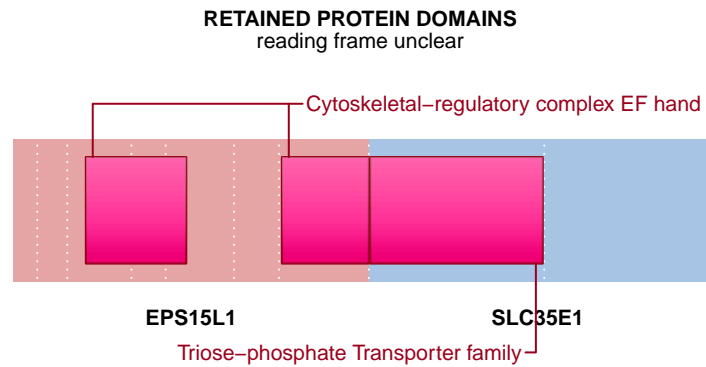 RETAINED PROTEIN DOMAINS
reading frame unclear
Cytoskeletal−regulatory complex EF hand
EPS15L1
SLC35E1
Triose−phosphate Transporter family